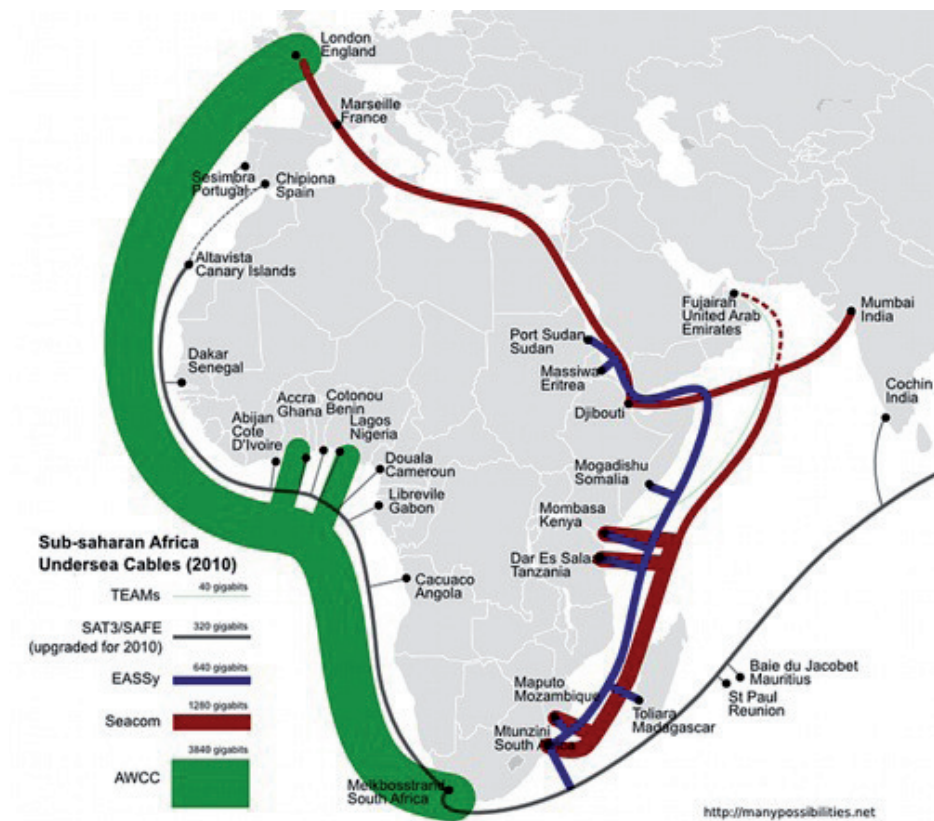 London
England
Marseille
France
Sesimbra
Portugal
Chipiona
Spain
Altavista
Canary Islands
Fujairah
United Arab
Emirates
Mumbai
India
Port Sudan
Sudan
Massiwa
Eritrea
Djibouti
Cochin
India
Dakar
Senegal
Accra
Ghana
Cotonou
Benin
Abijan
Cote
D'Ivoire
Lagos
Nigeria
Douala
Cameroun
Librevile
Gabon
Mogadishu
Somalia
Mombasa
Kenya
Dar Es Sala
Tanzania
Cacuaco
Angola
Sub-saharan Africa
Undersea Cables (2010)
TEAMs
40 gigabits
SAT3/SAFE
(upgraded for 2010)
320 gigabits
EASSy
640 gigabits
Seacom
1280 gigabits
AWCC
3840 gigabits
Maputo
Mozambique
Mtunzini
South Africa
Toliara
Madagascar
Baie du Jacobet
Mauritius
St Paul
Reunion
Melkbosstrand
South Africa
http://manypossibilities.net